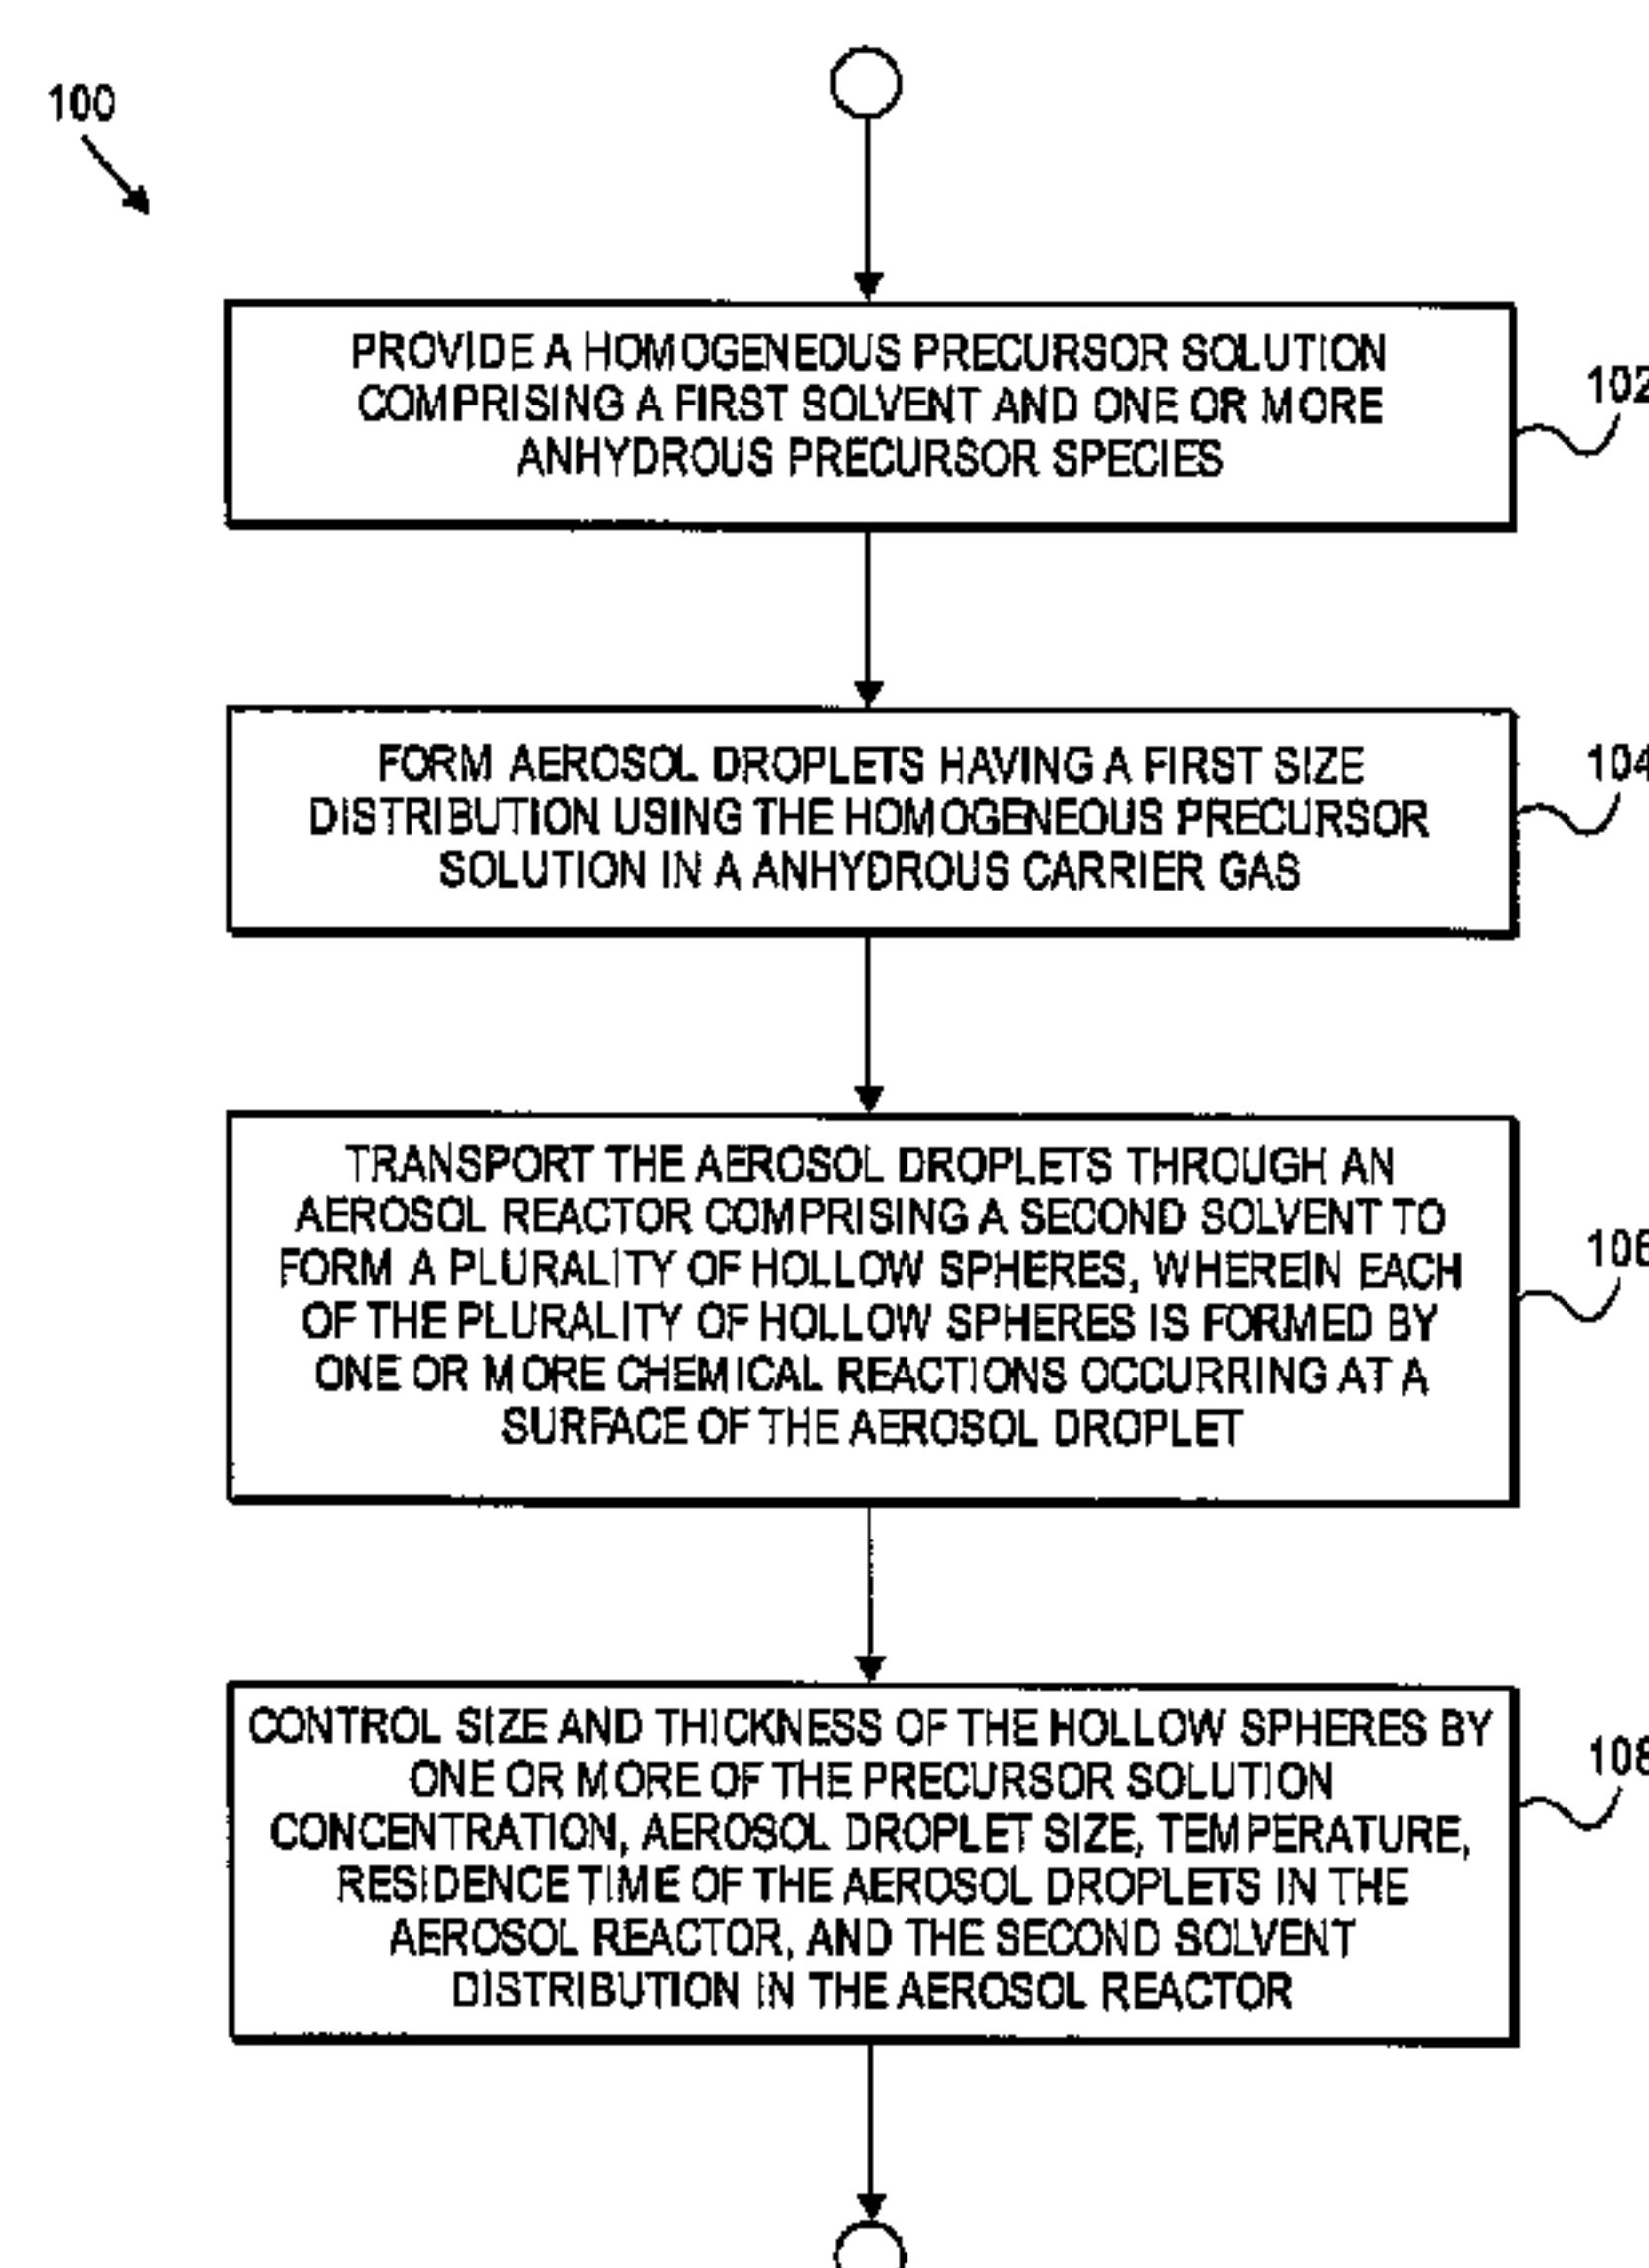 100
PROVIDE A HOMOGENEOUS PRECURSOR SOLUTION
COMPRISING A FIRST SOLVENT AND ONE OR MORE
ANHYDROUS PRECURSOR SPECIES
102
FORM AEROSOL DROPLETS HAVING A FIRST SIZE
DISTRIBUTION USING THE HOMOGENEOUS PRECURSOR
SOLUTION IN A ANHYDROUS CARRIER GAS
104
TRANSPORT THE AEROSOL DROPLETS THROUGH AN
AEROSOL REACTOR COMPRISING A SECOND SOLVENT TO
FORM A PLURALITY OF HOLLOW SPHERES, WHEREIN EACH
OF THE PLURALITY OF HOLLOW SPHERES IS FORMED BY
ONE OR MORE CHEMICAL REACTIONS OCCURRING AT A
SURFACE OF THE AEROSOL DROPLET
106
CONTROL SIZE AND THICKNESS OF THE HOLLOW SPHERES BY
ONE OR MORE OF THE PRECURSOR SOLUTION
CONCENTRATION, AEROSOL DROPLET SIZE, TEMPERATURE,
RESIDENCE TIME OF THE AEROSOL DROPLETS IN THE
AEROSOL REACTOR, AND THE SECOND SOLVENT
DISTRIBUTION IN THE AEROSOL REACTOR
108